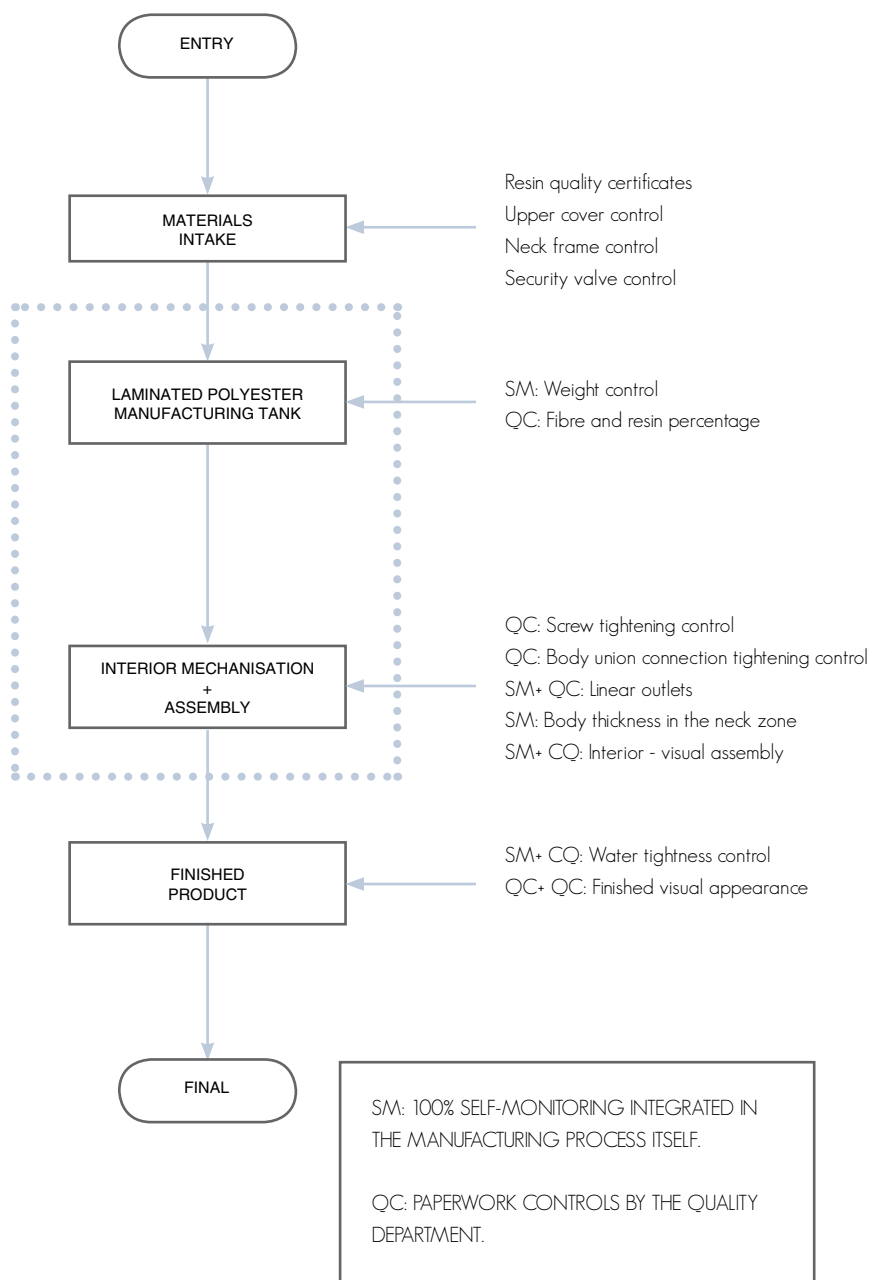 ENTRY
MATERIALS
INTAKE
Resin quality certificates
Upper cover control
Neck frame control
Security valve control
LAMINATED POLYESTER
MANUFACTURING TANK
SM: Weight control
QC: Fibre and resin percentage
INTERIOR MECHANISATION
+
ASSEMBLY
QC: Screw tightening control
QC: Body union connection tightening control
SM+ QC: Linear outlets
SM: Body thickness in the neck zone
SM+ CQ: Interior - visual assembly
FINISHED
PRODUCT
SM+ CQ: Water tightness control
QC+ QC: Finished visual appearance
FINAL
SM: 100% SELF-MONITORING INTEGRATED IN
THE MANUFACTURING PROCESS ITSELF.
QC: PAPERWORK CONTROLS BY THE QUALITY
DEPARTMENT.